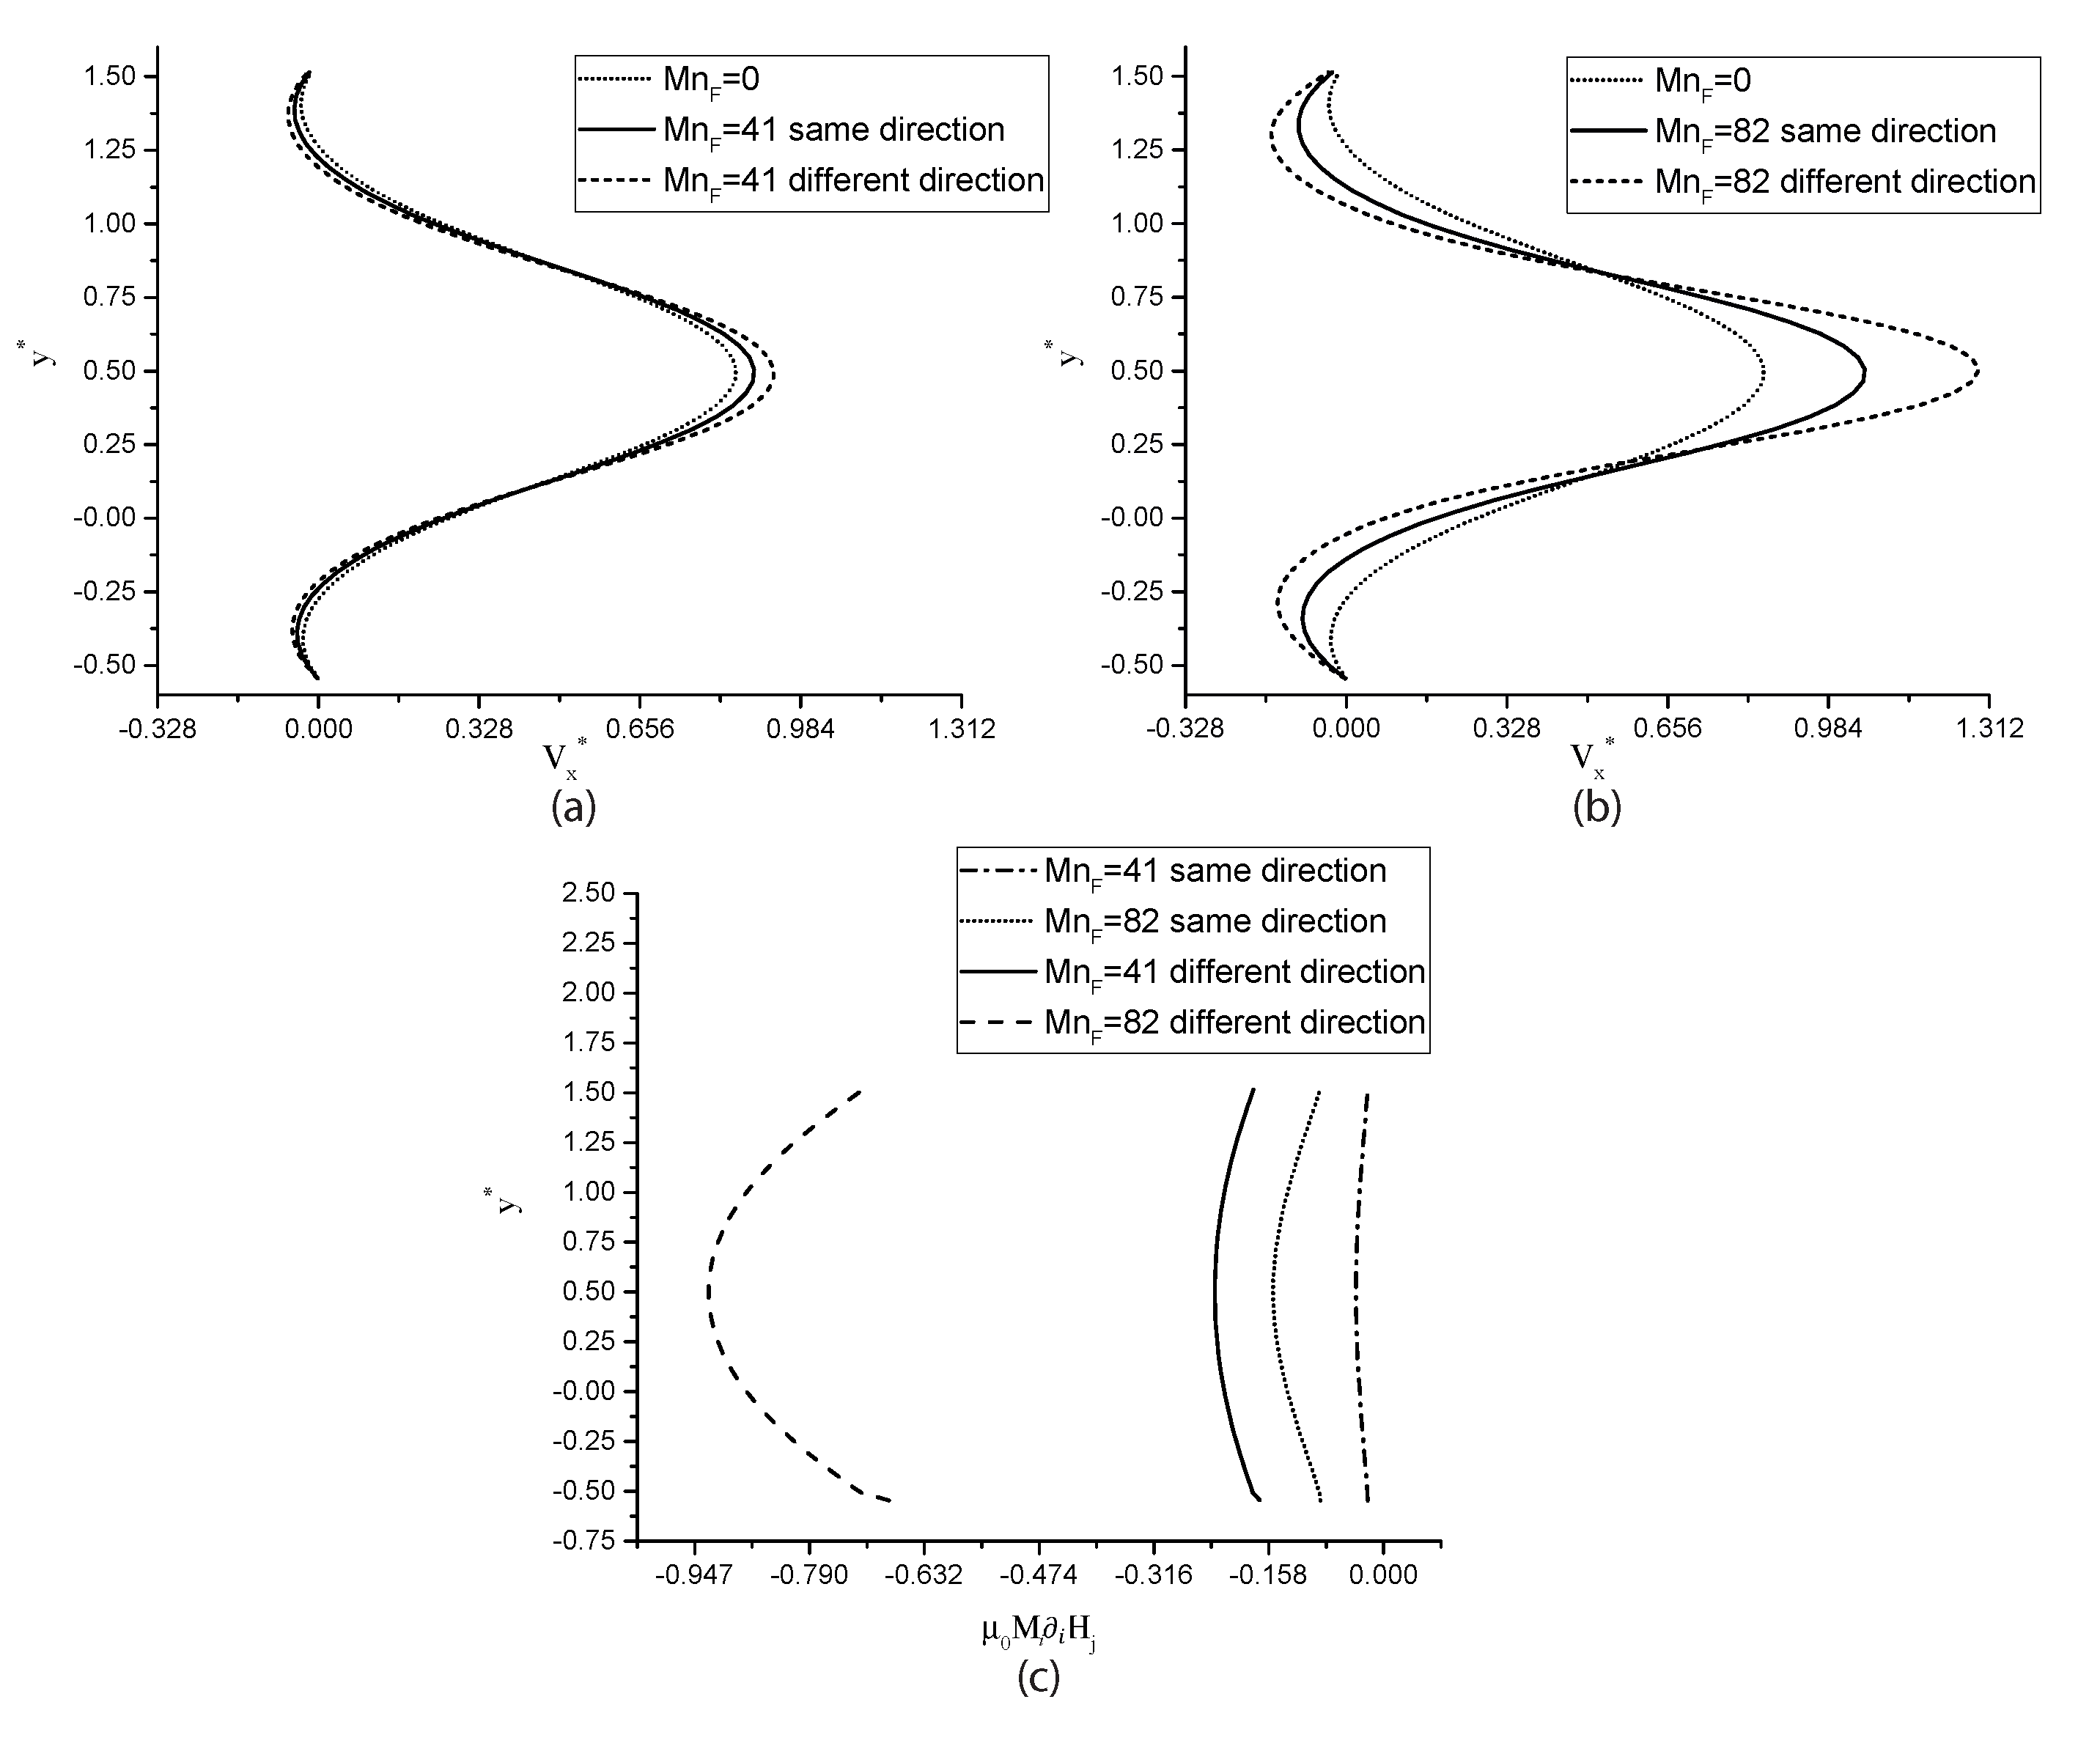 1.50
1.25
1.00
0.75
0.50
0.25
-0.00
-0.25
-0.50
y*
-0.328 0.000 0.328 0.656 0.984 1.312
Vx*
(a)
MnF=0
MnF=41 same direction
MnF=41 different direction
1.50
1.25
1.00
0.75
0.50
0.25
-0.00
-0.25
-0.50
y*
-0.328 0.000 0.328 0.656 0.984 1.312
Vx*
(b)
MnF=0
MnF=82 same direction
MnF=82 different direction
MnF=41 same direction
MnF=82 same direction
MnF=41 different direction
MnF=82 different direction
2.50
2.25
2.00
1.75
1.50
1.25
1.00
0.75
0.50
0.25
-0.00
-0.25
-0.50
-0.75
y*
-0.947 -0.790 -0.632 -0.474 -0.316 -0.158 0.000
μ0Mi∂iHj
(c)